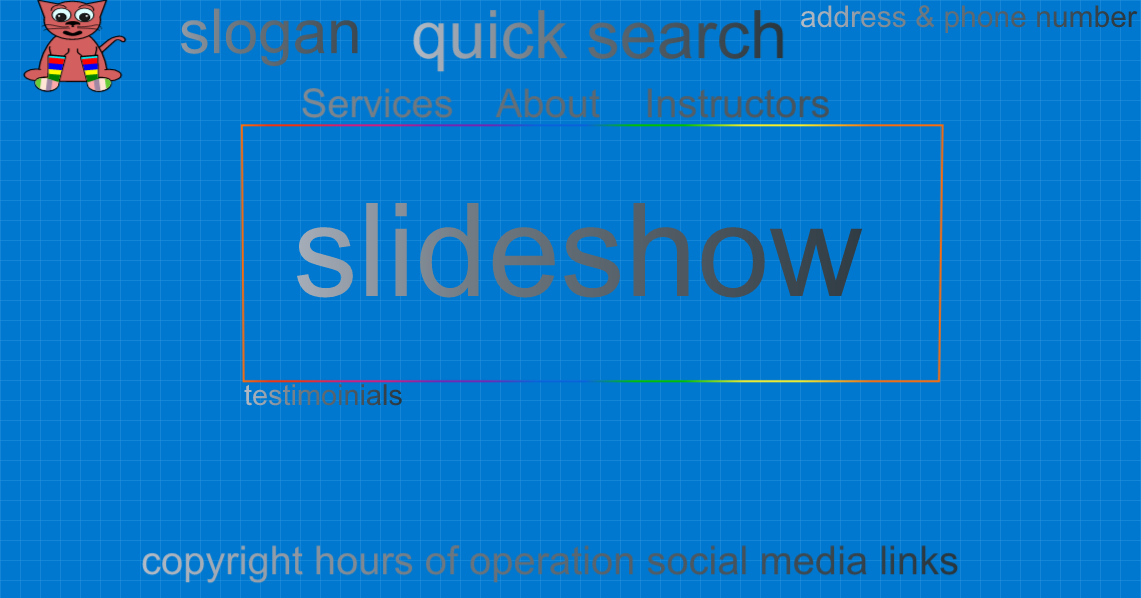 slogan
quick search
address & phone number
Services About Instructors
slideshow
testimoinials
copyright hours of operation social media links